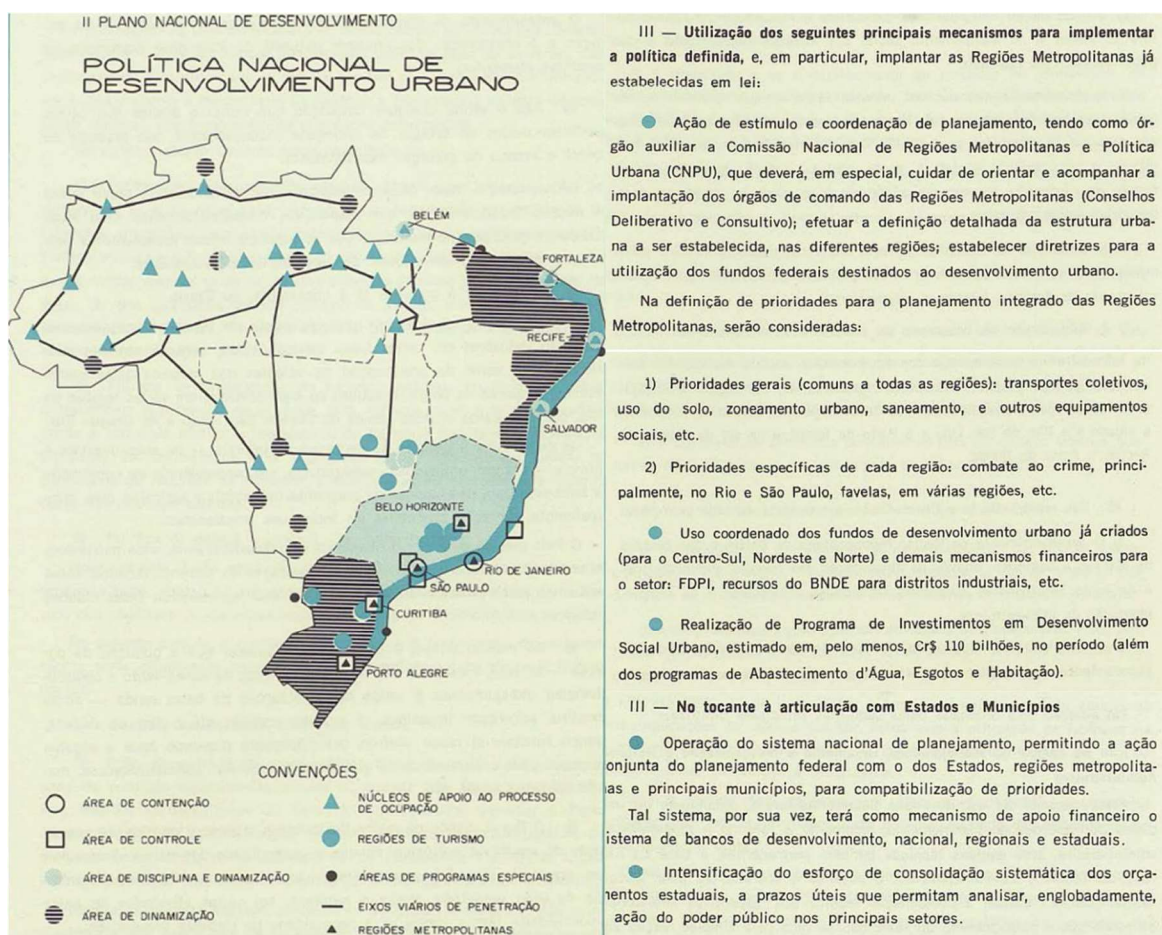 II PLANO NACIONAL DE DESENVOLVIMENTO
POLÍTICA NACIONAL DE
DESENVOLVIMENTO URBANO
BELÉM
FORTALEZA
RECIFE
SALVADOR
BELO HORIZONTE
RIO DE JANEIRO
SÃO PAULO
CURITIBA
PORTO ALEGRE
CONVENÇÕES
ÁREA DE CONTENÇÃO
ÁREA DE CONTROLE
ÁREA DE DISCIPLINA E DINAMIZAÇÃO
ÁREA DE DINAMIZAÇÃO
NÚCLEOS DE APOIO AO PROCESSO
DE OCUPAÇÃO
REGIÕES DE TURISMO
ÁREAS DE PROGRAMAS ESPECIAIS
EIXOS VIÁRIOS DE PENETRAÇÃO
REGIÕES METROPOLITANAS
III — Utilização dos seguintes principais mecanismos para implementar
a política definida, e, em particular, implantar as Regiões Metropolitanas já
estabelecidas em lei:
Ação de estímulo e coordenação de planejamento, tendo como ór-
gão auxiliar a Comissão Nacional de Regiões Metropolitanas e Política
Urbana (CNPU), que deverá, em especial, cuidar de orientar e acompanhar a
implantação dos órgãos de comando das Regiões Metropolitanas (Conselhos
Deliberativo e Consultivo); efetuar a definição detalhada da estrutura urba-
na a ser estabelecida, nas diferentes regiões; estabelecer diretrizes para a
utilização dos fundos federais destinados ao desenvolvimento urbano.
Na definição de prioridades para o planejamento integrado das Regiões
Metropolitanas, serão consideradas:
1) Prioridades gerais (comuns a todas as regiões): transportes coletivos,
uso do solo, zoneamento urbano, saneamento, e outros equipamentos
sociais, etc.
2) Prioridades específicas de cada região: combate ao crime, princi-
palmente, no Rio e São Paulo, favelas, em várias regiões, etc.
Uso coordenado dos fundos de desenvolvimento urbano já criados
(para o Centro-Sul, Nordeste e Norte) e demais mecanismos financeiros para
o setor: FDPI, recursos do BNDE para distritos industriais, etc.
Realização de Programa de Investimentos em Desenvolvimento
Social Urbano, estimado em, pelo menos, Cr$ 110 bilhões, no período (além
dos programas de Abastecimento d'Água, Esgotos e Habitação).
III — No tocante à articulação com Estados e Municípios
Operação do sistema nacional de planejamento, permitindo a ação
onjunta do planejamento federal com o dos Estados, regiões metropolita-
as e principais municípios, para compatibilização de prioridades.
Tal sistema, por sua vez, terá como mecanismo de apoio financeiro o
istema de bancos de desenvolvimento, nacional, regionais e estaduais.
Intensificação do esforço de consolidação sistemática dos orça-
nentos estaduais, a prazos úteis que permitam analisar, englobadamente,
ação do poder público nos principais setores.